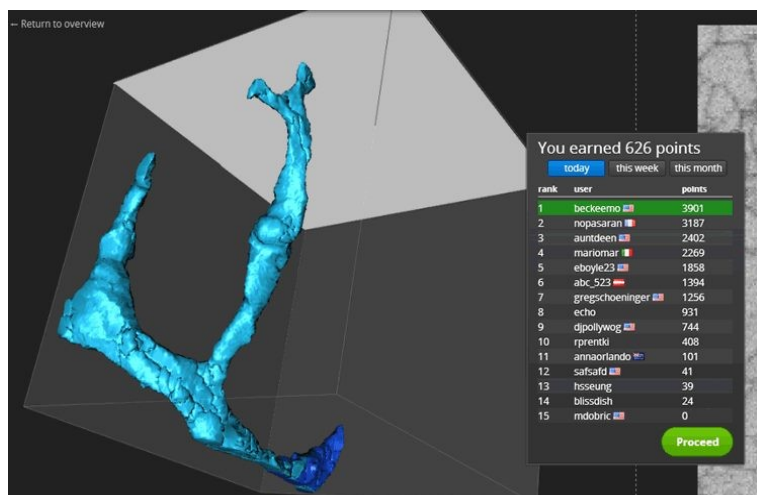 ← Return to overview
You earned 626 points
today this week this month
rank user points
1 beckeemo 3901
2 nopasaran 3187
3 auntdeen 2402
4 mariomar 2269
5 eboyle23 1858
6 abc_523 1394
7 gregschoeninger 1256
8 echo 931
9 djpollywog 744
10 rprentki 408
11 annaorlando 101
12 safsafd 41
13 hsseung 39
14 blissdish 24
15 mdobric 0
Proceed